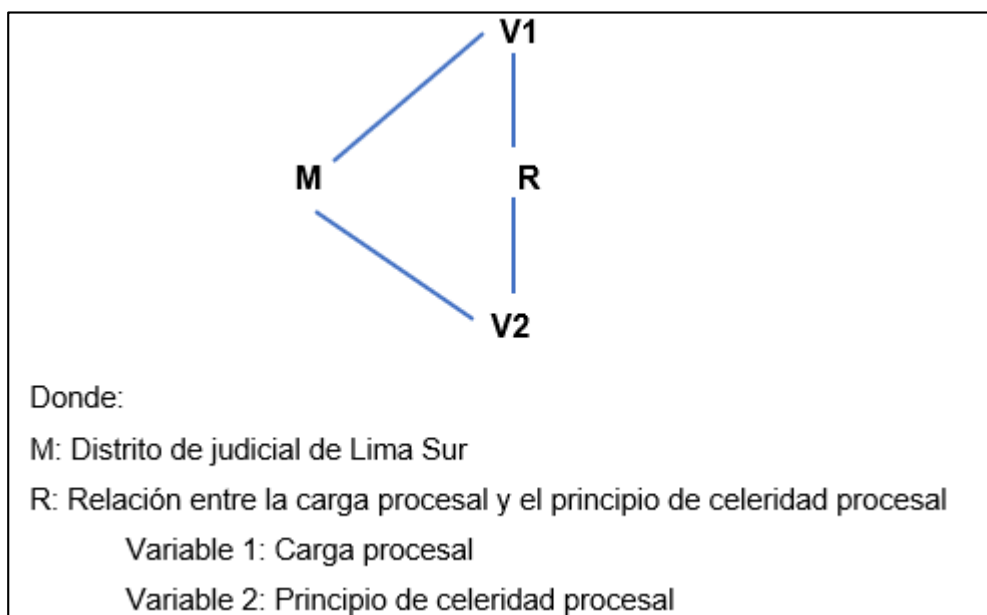 V1
M
R
V2
Donde:
M: Distrito de judicial de Lima Sur
R: Relación entre la carga procesal y el principio de celeridad procesal
Variable 1: Carga procesal
Variable 2: Principio de celeridad procesal